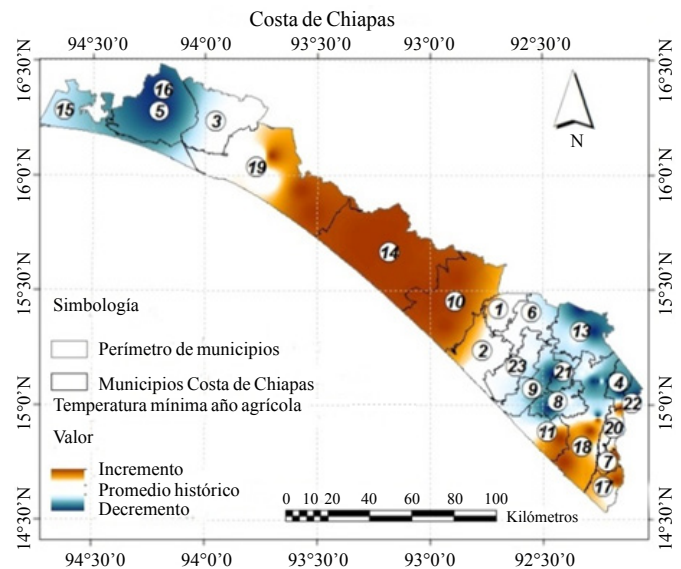 Costa de Chiapas
94°30'0 94°0'0 93°30'0 93°0'0 92°30'0
16°30'N
16°0'N
15°30'N
15°0'N
14°30'N
16°30'N
16°0'N
15°30'N
15°0'N
14°30'N
N
16
15 5 3
19
14
10 1 6 13
2
23 21 4
9 8 22
11 20
18 7
17
Simbología
Perímetro de municipios
Municipios Costa de Chiapas
Temperatura mínima año agrícola
Valor
Incremento
Promedio histórico
Decremento
0 10 20 40 60 80 100
Kilómetros
94°30'0 94°0'0 93°30'0 93°0'0 92°30'0